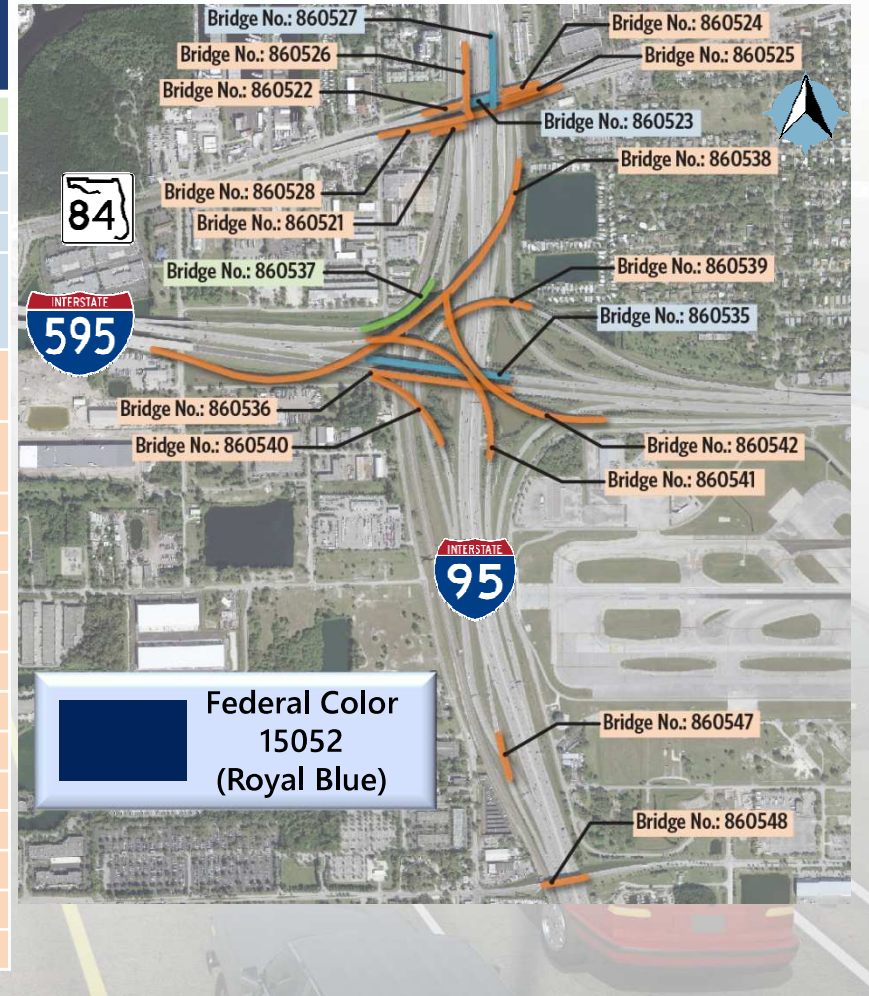 Bridge No.: 860527
Bridge No.: 860524
Bridge No.: 860526
Bridge No.: 860525
Bridge No.: 860522
Bridge No.: 860523
Bridge No.: 860538
Bridge No.: 860528
84
Bridge No.: 860521
Bridge No.: 860537
Bridge No.: 860539
INTERSTATE
595
Bridge No.: 860535
Bridge No.: 860536
Bridge No.: 860540
Bridge No.: 860542
Bridge No.: 860541
INTERSTATE
95
Federal Color
15052
(Royal Blue)
Bridge No.: 860547
Bridge No.: 860548